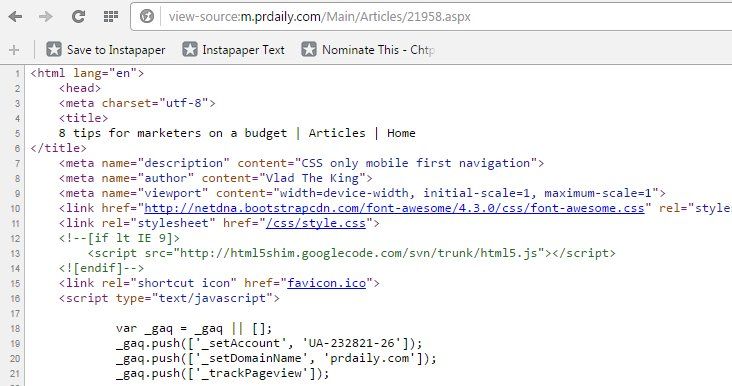 view-source:m.prdaily.com/Main/Articles/21958.aspx
Save to Instapaper Instapaper Text Nominate This - Chtp
1 <html lang="en">
2 <head>
3 <meta charset="utf-8">
4 <title>
5 8 tips for marketers on a budget | Articles | Home
6 </title>
7 <meta name="description" content="CSS only mobile first navigation">
8 <meta name="author" content="Vlad The King">
9 <meta name="viewport" content="width=device-width, initial-scale=1, maximum-scale=1">
10 <link href="http://netdna.bootstrapcdn.com/font-awesome/4.3.0/css/font-awesome.css" rel="style
11 <link rel="stylesheet" href="/css/style.css">
12 <!--[if lt IE 9]>
13 <script src="http://html5shim.googlecode.com/svn/trunk/html5.js"></script>
14 <![endif]-->
15 <link rel="shortcut icon" href="favicon.ico">
16 <script type="text/javascript">
17
18 var _gaq = _gaq || [];
19 _gaq.push(['_setAccount', 'UA-232821-26']);
20 _gaq.push(['_setDomainName', 'prdaily.com']);
21 _gaq.push(['_trackPageview']);